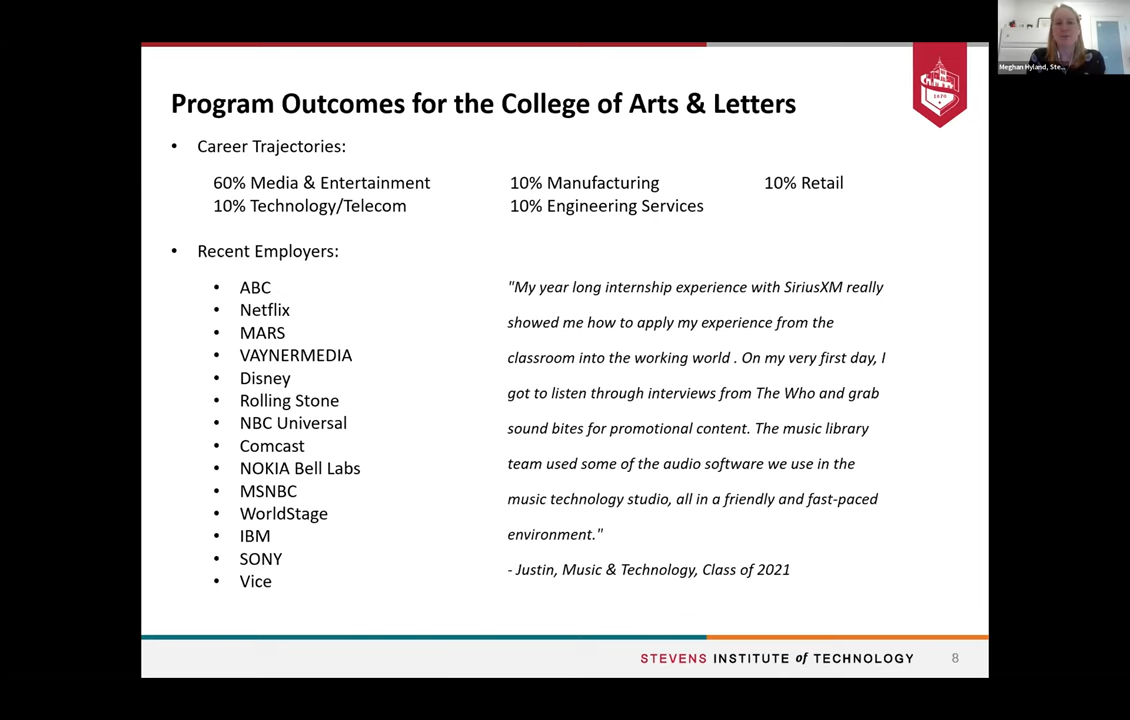 Meghan Hyland, Ste...
1870
Program Outcomes for the College of Arts & Letters
• Career Trajectories:
60% Media & Entertainment 10% Manufacturing 10% Retail
10% Technology/Telecom 10% Engineering Services
• Recent Employers:
• ABC
• Netflix
• MARS
• VAYNERMEDIA
• Disney
• Rolling Stone
• NBC Universal
• Comcast
• NOKIA Bell Labs
• MSNBC
• WorldStage
• IBM
• SONY
• Vice
"My year long internship experience with SiriusXM really
showed me how to apply my experience from the
classroom into the working world . On my very first day, I
got to listen through interviews from The Who and grab
sound bites for promotional content. The music library
team used some of the audio software we use in the
music technology studio, all in a friendly and fast-paced
environment."
- Justin, Music & Technology, Class of 2021
STEVENS INSTITUTE of TECHNOLOGY 8